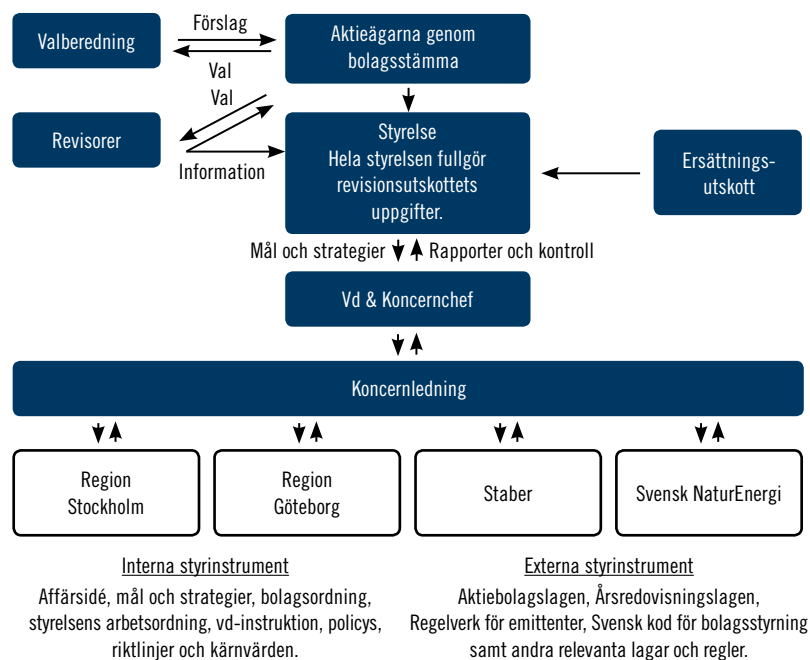 Valberedning
Förslag
Val
Aktieägarna genom
bolagsstämma
Val
Revisorer
Information
Styrelse
Hela styrelsen fullgör
revisionsutskottets
uppgifter.
Ersättnings-
utskott
Mål och strategier
Rapporter och kontroll
Vd & Koncernchef
Koncernledning
Region
Stockholm
Region
Göteborg
Staber
Svensk NaturEnergi
Interna styrinstrument
Affärsidé, mål och strategier, bolagsordning,
styrelsens arbetsordning, vd-instruktion, policys,
riktlinjer och kärnvärden.
Externa styrinstrument
Aktiebolagslagen, Årsredovisningslagen,
Regelverk för emittenter, Svensk kod för bolagsstyrning
samt andra relevanta lagar och regler.